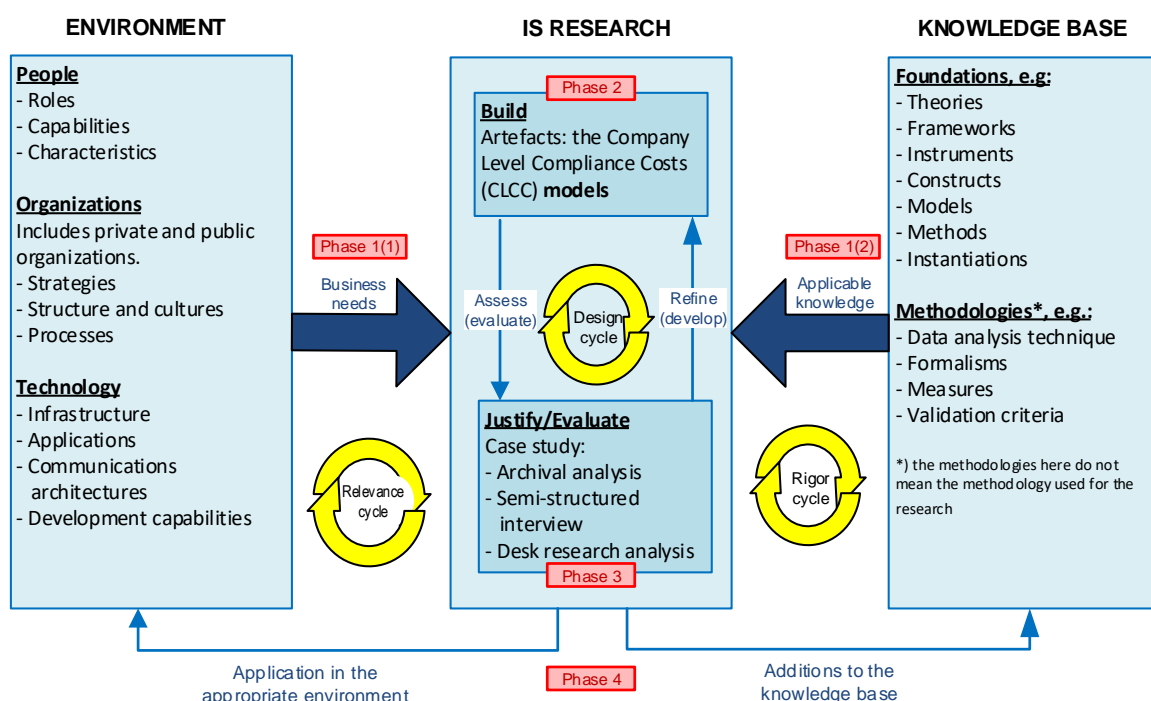 ENVIRONMENT
People
- Roles
- Capabilities
- Characteristics
Organizations
Includes private and public
organizations.
- Strategies
- Structure and cultures
- Processes
Technology
- Infrastructure
- Applications
- Communications
architectures
- Development capabilities
Phase 1(1)
Business
needs
Relevance
cycle
IS RESEARCH
Phase 2
Build
Artefacts: the Company
Level Compliance Costs
(CLCC) models
Assess
(evaluate)
Design
cycle
Refine
(develop)
Justify/Evaluate
Case study:
- Archival analysis
- Semi-structured
interview
- Desk research analysis
Phase 3
Phase 1(2)
Applicable
knowledge
Rigor
cycle
KNOWLEDGE BASE
Foundations, e.g:
- Theories
- Frameworks
- Instruments
- Constructs
- Models
- Methods
- Instantiations
Methodologies*, e.g.:
- Data analysis technique
- Formalisms
- Measures
- Validation criteria
*) the methodologies here do not
mean the methodology used for the
research
Application in the
appropriate environment
Phase 4
Additions to the
knowledge base